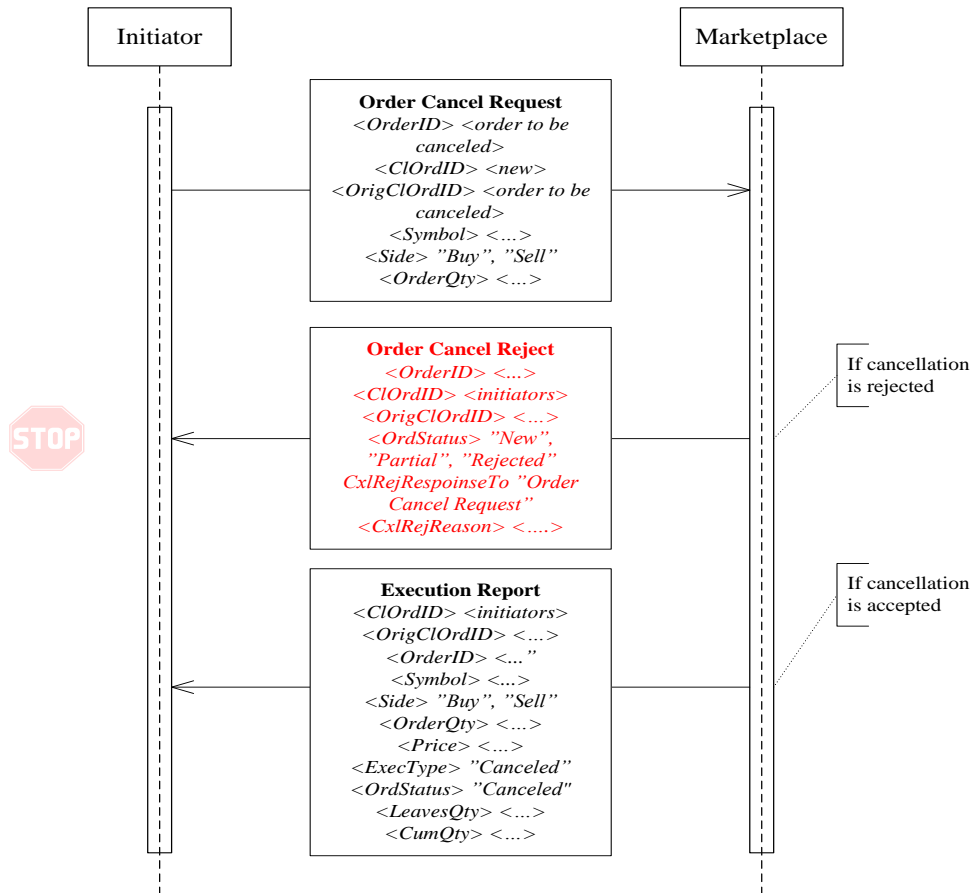 Initiator
Marketplace
Order Cancel Request
<OrderID> <order to be
canceled>
<ClOrdID> <new>
<OrigClOrdID> <order to be
canceled>
<Symbol> <...>
<Side> ”Buy”, ”Sell”
<OrderQty> <...>
Order Cancel Reject
<OrderID> <...>
<ClOrdID> <initiators>
<OrigClOrdID> <...>
<OrdStatus> ”New”,
”Partial”, ”Rejected”
CxlRejRespoinseTo ”Order
Cancel Request”
<CxlRejReason> <....>
If cancellation
is rejected
STOP
Execution Report
<ClOrdID> <initiators>
<OrigClOrdID> <...>
<OrderID> <...”
<Symbol> <...>
<Side> ”Buy”, ”Sell”
<OrderQty> <...>
<Price> <...>
<ExecType> ”Canceled”
<OrdStatus> ”Canceled"
<LeavesQty> <...>
<CumQty> <...>
If cancellation
is accepted